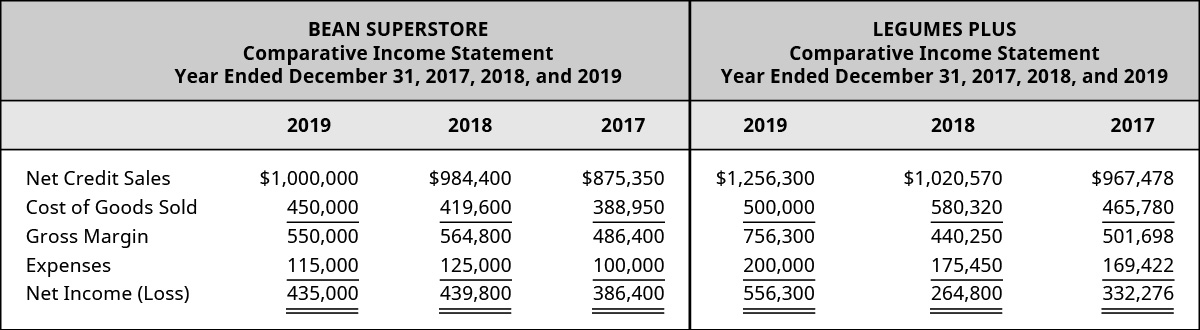 BEAN SUPERSTORE
Comparative Income Statement
Year Ended December 31, 2017, 2018, and 2019
LEGUMES PLUS
Comparative Income Statement
Year Ended December 31, 2017, 2018, and 2019
2019 2018 2017 2019 2018 2017
Net Credit Sales $1,000,000 $984,400 $875,350 $1,256,300 $1,020,570 $967,478
Cost of Goods Sold 450,000 419,600 388,950 500,000 580,320 465,780
Gross Margin 550,000 564,800 486,400 756,300 440,250 501,698
Expenses 115,000 125,000 100,000 200,000 175,450 169,422
Net Income (Loss) 435,000 439,800 386,400 556,300 264,800 332,276